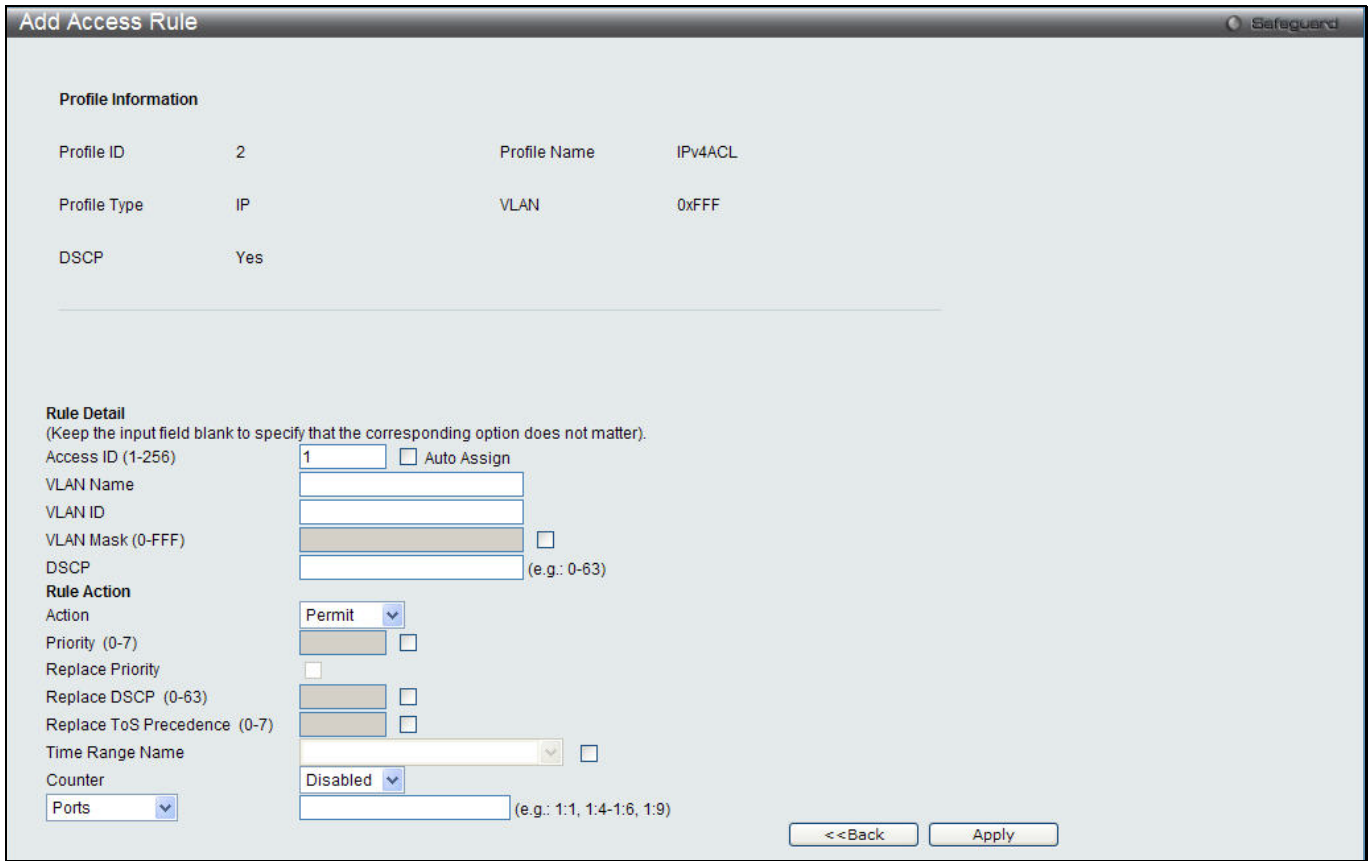 Add Access Rule Safeguard
Profile Information
Profile ID 2 Profile Name IPv4ACL
Profile Type IP VLAN 0xFFF
DSCP Yes
Rule Detail
(Keep the input field blank to specify that the corresponding option does not matter).
Access ID (1-256) 1 Auto Assign
VLAN Name
VLAN ID
VLAN Mask (0-FFF)
DSCP (e.g.: 0-63)
Rule Action
Action Permit
Priority (0-7)
Replace Priority
Replace DSCP (0-63)
Replace ToS Precedence (0-7)
Time Range Name
Counter Disabled
Ports (e.g.: 1:1, 1:4-1:6, 1:9)
<<Back Apply